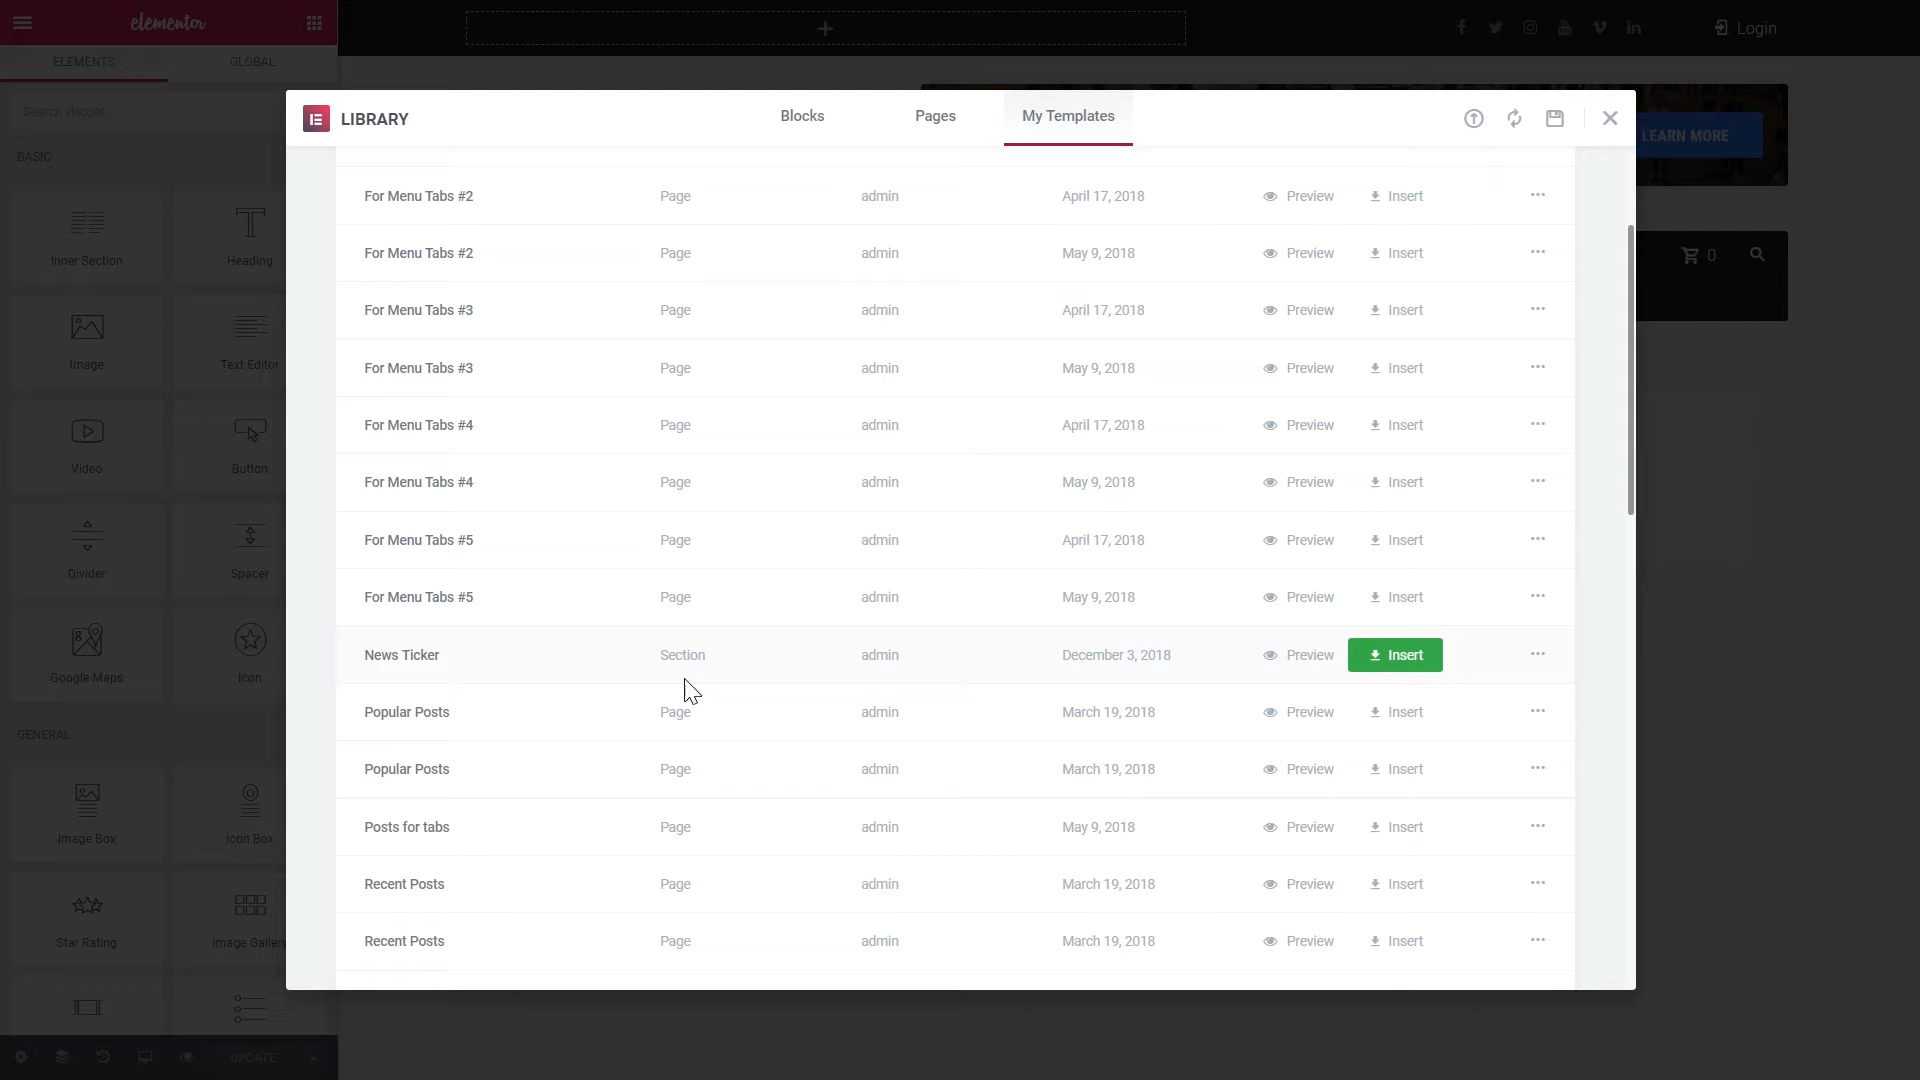 elementor
Login
ELEMENTS GLOBAL
Search Widget
LIBRARY Blocks Pages My Templates
LEARN MORE
BASIC
Inner Section Heading
Image Text Editor
Video Button
Divider Spacer
Google Maps Icon
GENERAL
Image Box Icon Box
Star Rating Image Gallery
UPDATE
For Menu Tabs #2 Page admin April 17, 2018 Preview Insert ...
For Menu Tabs #2 Page admin May 9, 2018 Preview Insert ...
For Menu Tabs #3 Page admin April 17, 2018 Preview Insert ...
For Menu Tabs #3 Page admin May 9, 2018 Preview Insert ...
For Menu Tabs #4 Page admin April 17, 2018 Preview Insert ...
For Menu Tabs #4 Page admin May 9, 2018 Preview Insert ...
For Menu Tabs #5 Page admin April 17, 2018 Preview Insert ...
For Menu Tabs #5 Page admin May 9, 2018 Preview Insert ...
News Ticker Section admin December 3, 2018 Preview Insert ...
Popular Posts Page admin March 19, 2018 Preview Insert ...
Popular Posts Page admin March 19, 2018 Preview Insert ...
Posts for tabs Page admin May 9, 2018 Preview Insert ...
Recent Posts Page admin March 19, 2018 Preview Insert ...
Recent Posts Page admin March 19, 2018 Preview Insert ...
0